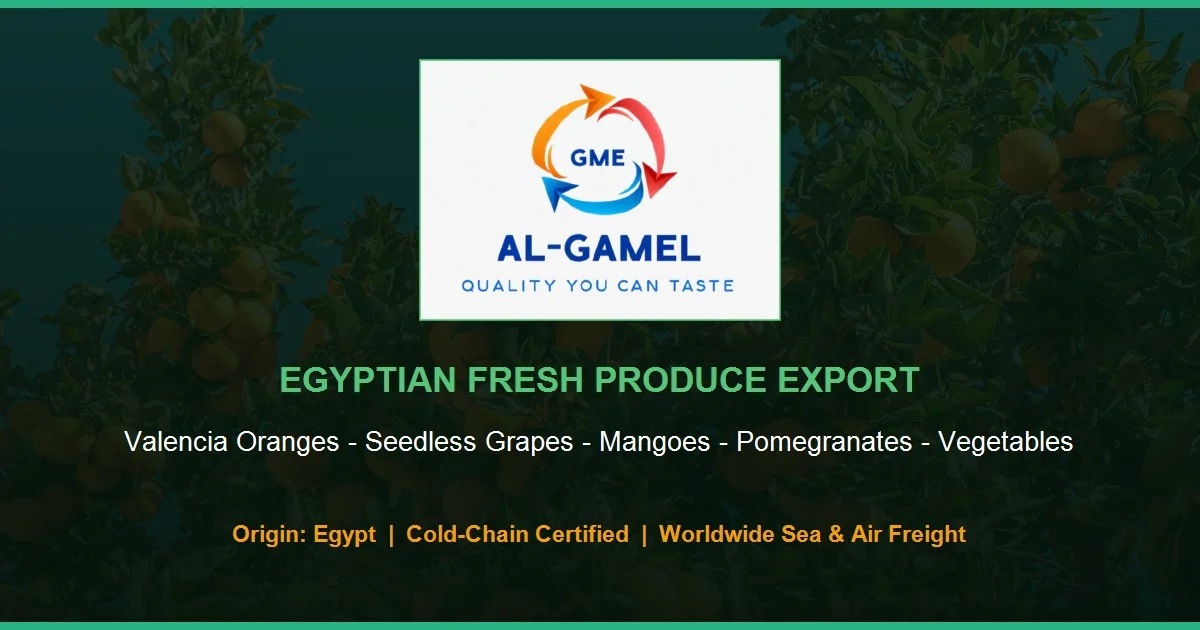 GME
AL-GAMEL
QUALITY YOU CAN TASTE
EGYPTIAN FRESH PRODUCE EXPORT
Valencia Oranges - Seedless Grapes - Mangoes - Pomegranates - Vegetables
Origin: Egypt | Cold-Chain Certified | Worldwide Sea & Air Freight